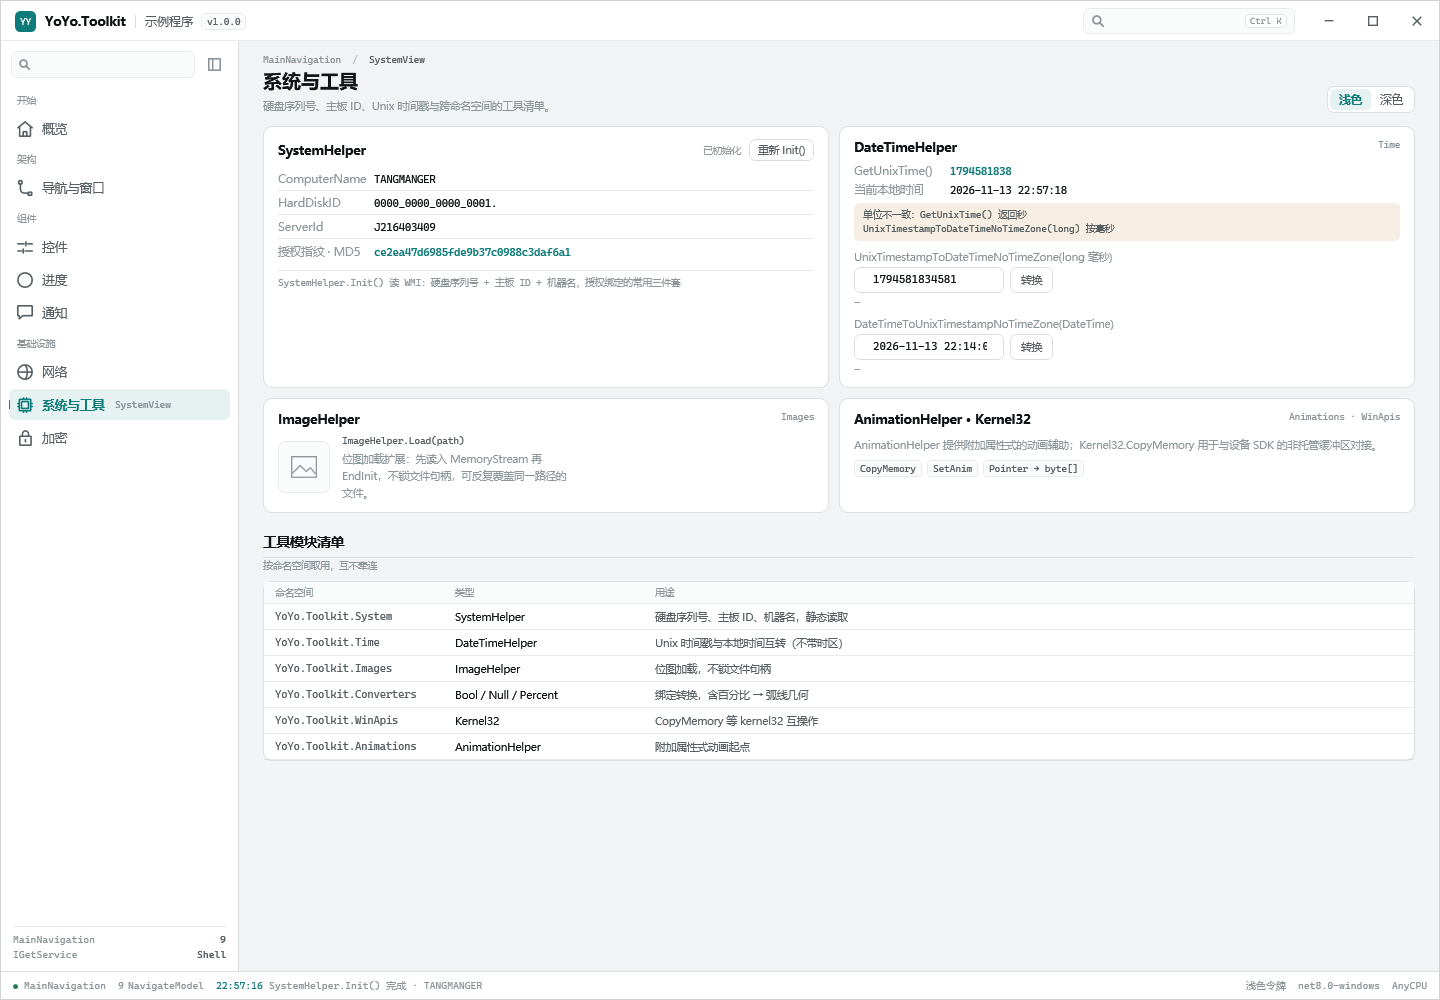 YY YoYo.Toolkit 示例程序 v1.0.0
Ctrl K
开始
概览
架构
导航与窗口
组件
控件
进度
通知
基础设施
网络
系统与工具 SystemView
加密
MainNavigation 9
IGetService Shell
MainNavigation / SystemView
系统与工具
硬盘序列号、主板 ID、Unix 时间戳与跨命名空间的工具清单。
浅色 深色
SystemHelper
已初始化 重新 Init()
ComputerName TANGMANGER
HardDiskID 0000_0000_0000_0001.
ServerId J216403409
授权指纹 · MD5 ce2ea47d6985fde9b37c0988c3daf6a1
SystemHelper.Init() 读 WMI: 硬盘序列号 + 主板 ID + 机器名，授权绑定的常用三件套
DateTimeHelper
Time
GetUnixTime() 1794581838
当前本地时间 2026-11-13 22:57:18
单位不一致: GetUnixTime() 返回秒
UnixTimestampToDateTimeNoTimeZone(long) 按毫秒
UnixTimestampToDateTimeNoTimeZone(long 毫秒)
1794581834581 转换
—
DateTimeToUnixTimestampNoTimeZone(DateTime)
2026-11-13 22:14:0 转换
—
ImageHelper
Images
ImageHelper.Load(path)
位图加载扩展：先读入 MemoryStream 再
EndInit，不锁文件句柄，可反复覆盖同一路径的
文件。
AnimationHelper • Kernel32
Animations · WinApis
AnimationHelper 提供附加属性式的动画辅助；Kernel32.CopyMemory 用于与设备 SDK 的非托管缓冲区对接。
CopyMemory SetAnim Pointer → byte[]
工具模块清单
按命名空间取用，互不牵连
命名空间 类型 用途
YoYo.Toolkit.System SystemHelper 硬盘序列号、主板 ID、机器名，静态读取
YoYo.Toolkit.Time DateTimeHelper Unix 时间戳与本地时间互转（不带时区）
YoYo.Toolkit.Images ImageHelper 位图加载，不锁文件句柄
YoYo.Toolkit.Converters Bool / Null / Percent 绑定转换，含百分比 → 弧线几何
YoYo.Toolkit.WinApis Kernel32 CopyMemory 等 kernel32 互操作
YoYo.Toolkit.Animations AnimationHelper 附加属性式动画起点
MainNavigation 9 NavigateModel 22:57:16 SystemHelper.Init() 完成 · TANGMANGER
浅色令牌 net8.0-windows AnyCPU